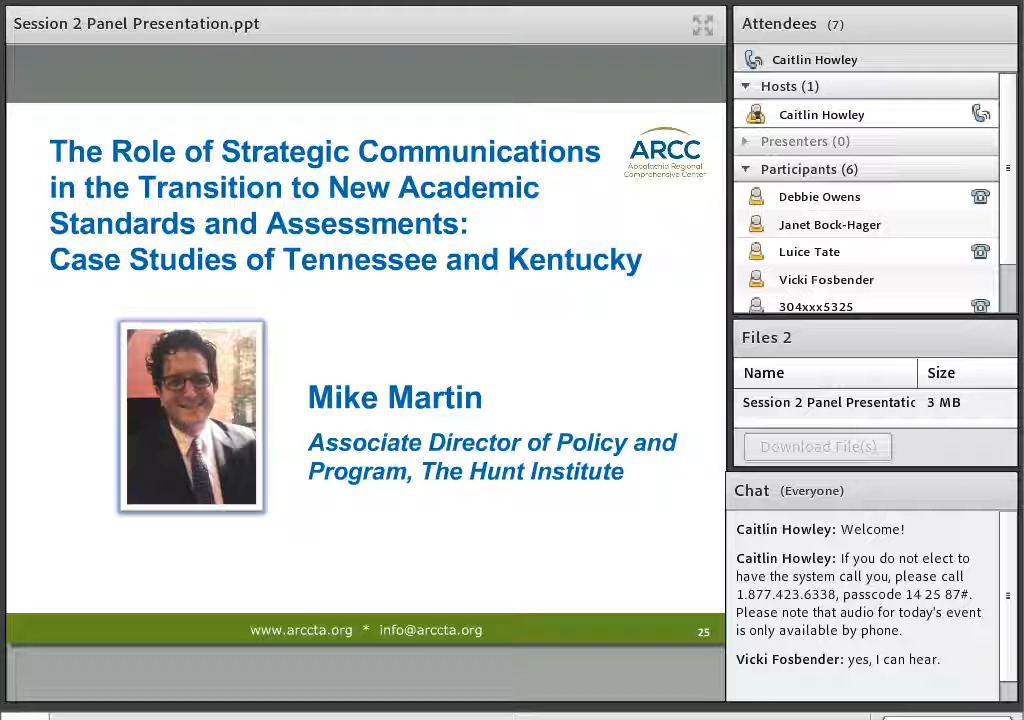 Session 2 Panel Presentation.ppt
The Role of Strategic Communications
in the Transition to New Academic
Standards and Assessments:
Case Studies of Tennessee and Kentucky
ARCC
Appalachia Regional
Comprehensive Center
Mike Martin
Associate Director of Policy and
Program, The Hunt Institute
www.arccta.org * info@arccta.org
25
Attendees (7)
Caitlin Howley
Hosts (1)
Caitlin Howley
Presenters (0)
Participants (6)
Debbie Owens
Janet Bock-Hager
Luice Tate
Vicki Fosbender
304xxx5325
Files 2
Name Size
Session 2 Panel Presentatic 3 MB
Download File(s)
Chat (Everyone)
Caitlin Howley: Welcome!
Caitlin Howley: If you do not elect to
have the system call you, please call
1.877.423.6338, passcode 14 25 87#.
Please note that audio for today's event
is only available by phone.
Vicki Fosbender: yes, I can hear.